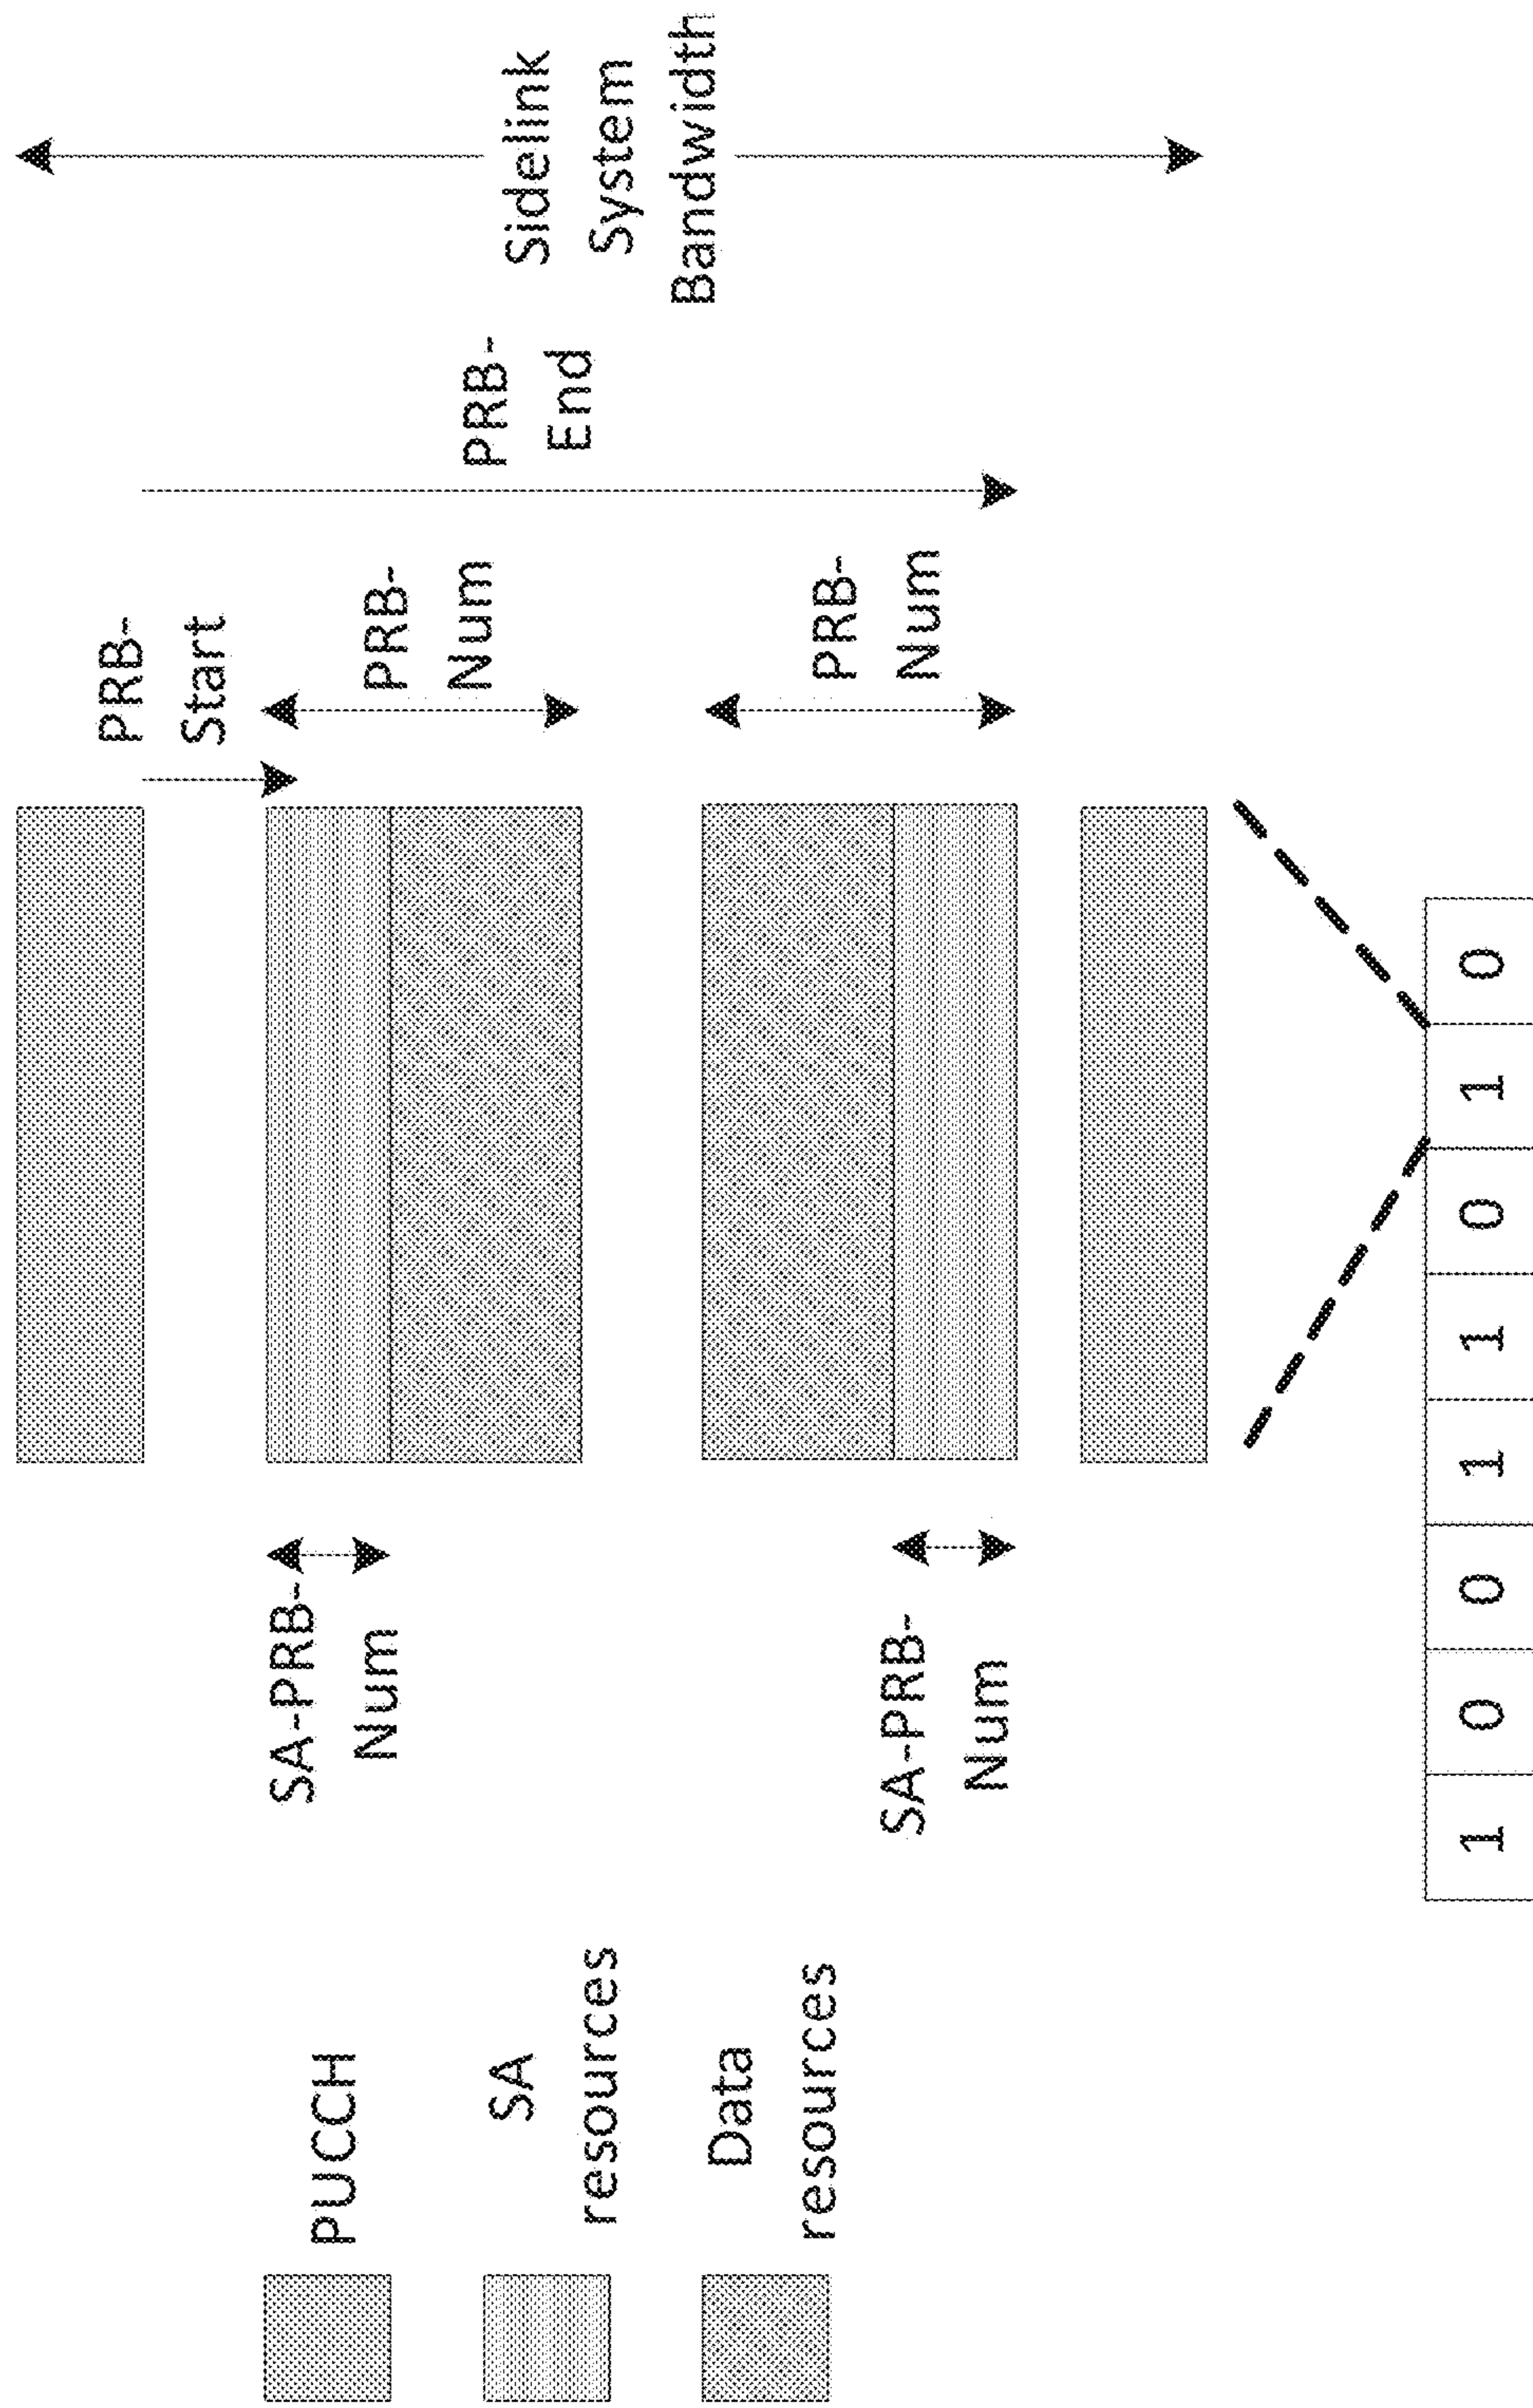 PUCCH
SA
resources
Data
resources
SA-PRB-
Num
SA-PRB-
Num
PRB-
Start
PRB-
Num
PRB-
Num
PRB-
End
Sidelink
System
Bandwidth
1 0 0 1 1 0 1 0